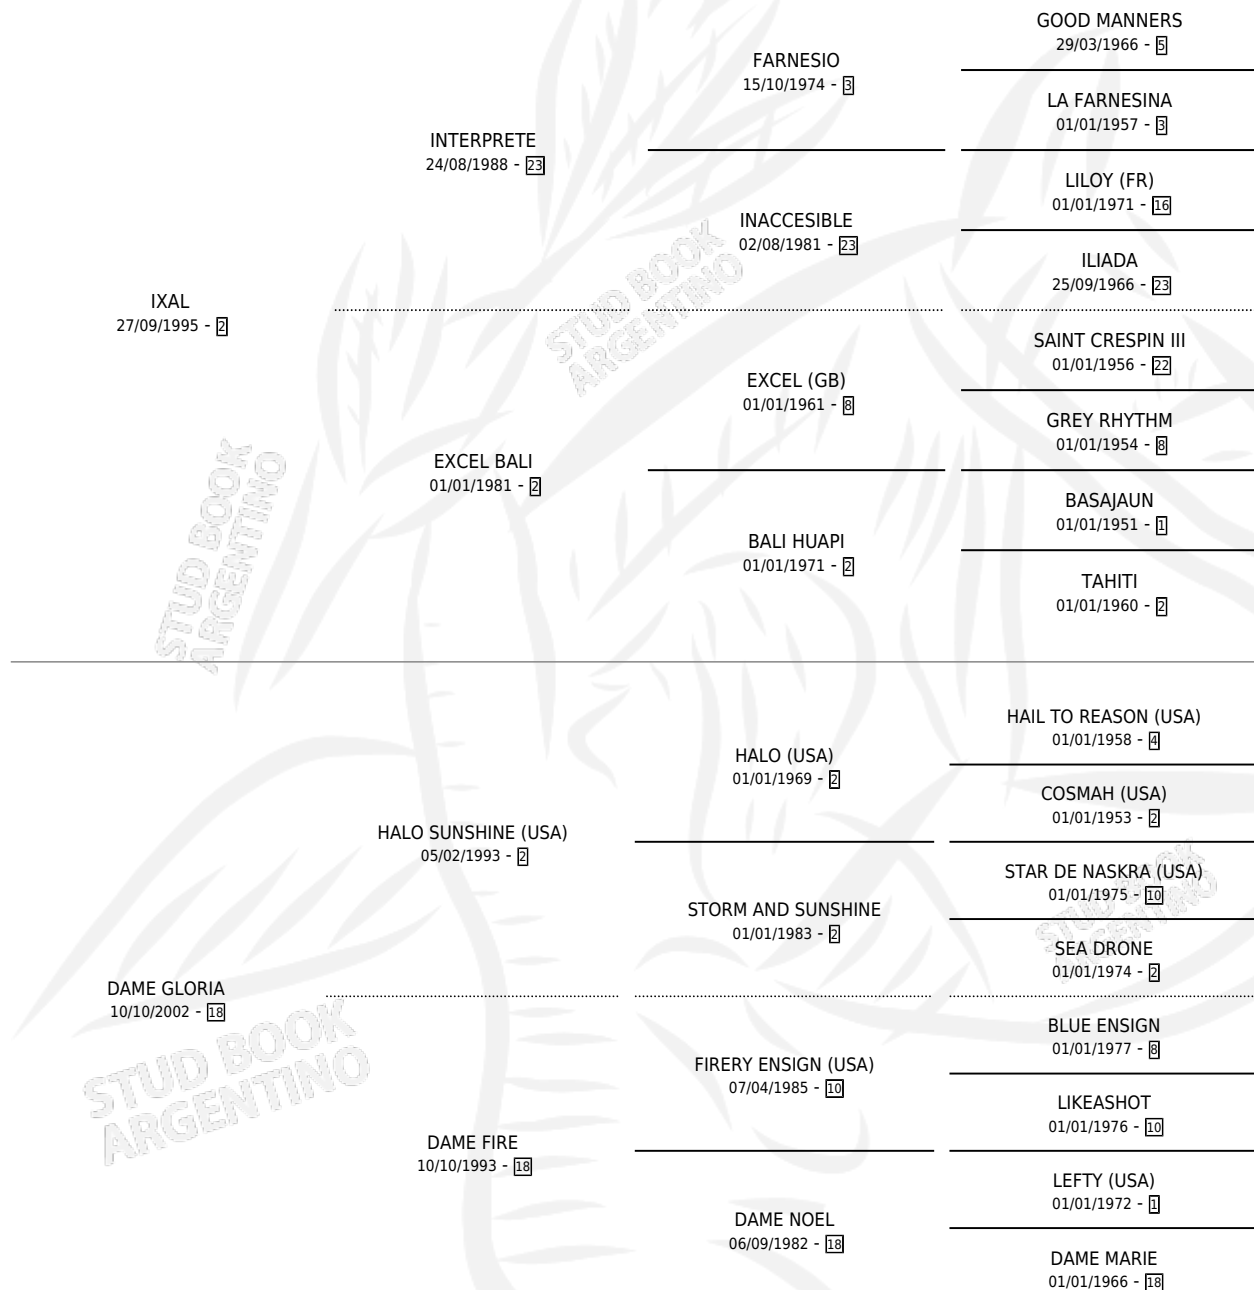 GOOD MANNERS
29/03/1966 - 5
FARNESIO
15/10/1974 - 3
LA FARNESINA
01/01/1957 - 3
INTERPRETE
24/08/1988 - 23
LILOY (FR)
01/01/1971 - 16
INACCESIBLE
02/08/1981 - 23
ILIADA
25/09/1966 - 23
IXAL
27/09/1995 - 2
SAINT CRESPIN III
01/01/1956 - 22
EXCEL (GB)
01/01/1961 - 8
GREY RHYTHM
01/01/1954 - 8
EXCEL BALI
01/01/1981 - 2
BASAJAUN
01/01/1951 - 1
BALI HUAPI
01/01/1971 - 2
TAHITI
01/01/1960 - 2
HAIL TO REASON (USA)
01/01/1958 - 4
HALO (USA)
01/01/1969 - 2
COSMAH (USA)
01/01/1953 - 2
HALO SUNSHINE (USA)
05/02/1993 - 2
STAR DE NASKRA (USA)
01/01/1975 - 10
STORM AND SUNSHINE
01/01/1983 - 2
SEA DRONE
01/01/1974 - 2
DAME GLORIA
10/10/2002 - 18
BLUE ENSIGN
01/01/1977 - 8
FIRERY ENSIGN (USA)
07/04/1985 - 10
LIKEASHOT
01/01/1976 - 10
DAME FIRE
10/10/1993 - 18
LEFTY (USA)
01/01/1972 - 1
DAME NOEL
06/09/1982 - 18
DAME MARIE
01/01/1966 - 18
STUD BOOK
ARGENTINO
STUD BOOK
ARGENTINO
STUD BOOK
ARGENTINO
STUD BOOK
ARGENTINO